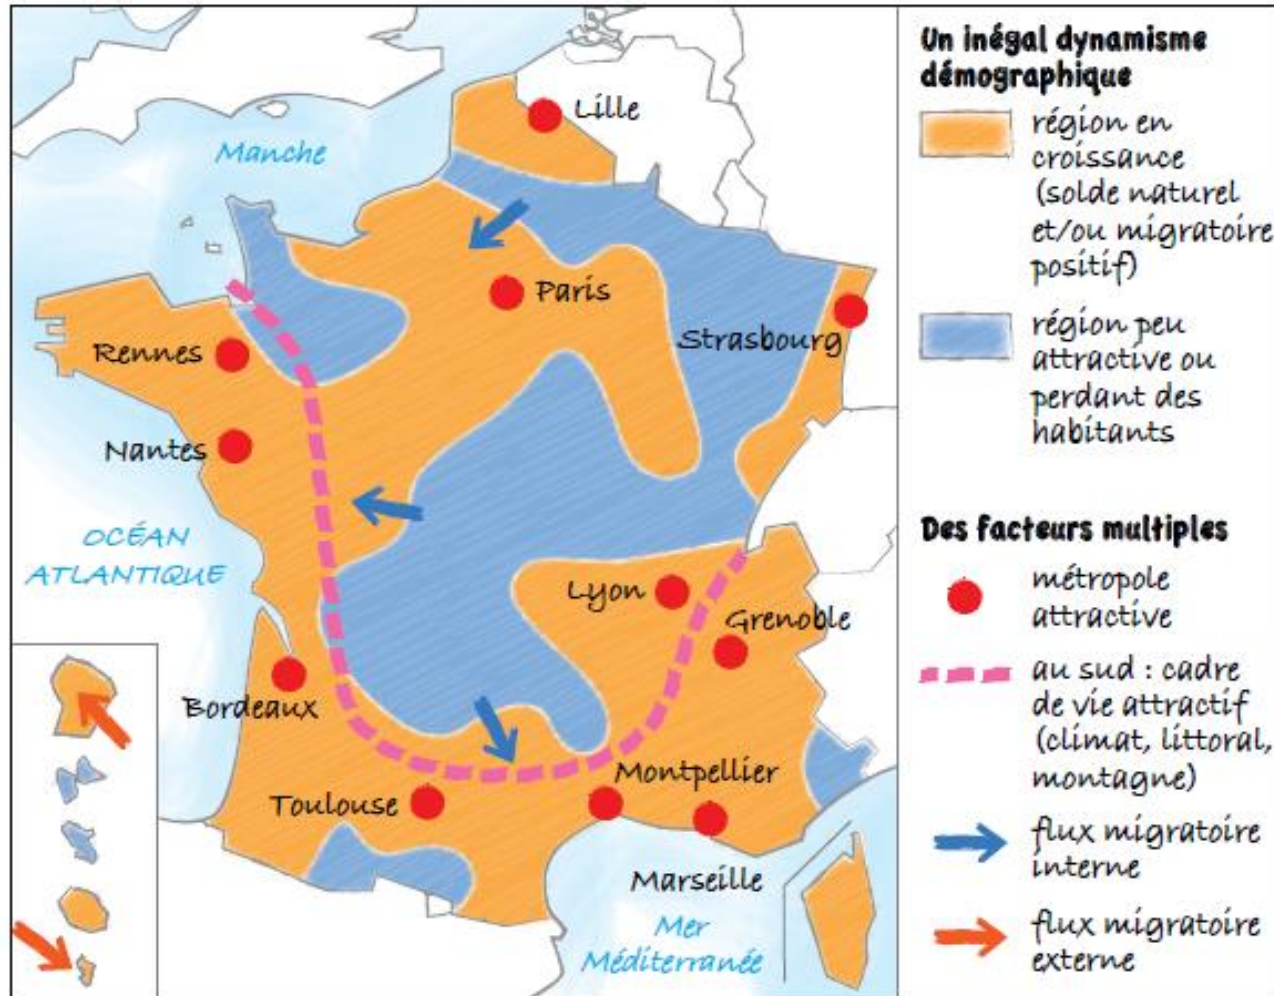 Lille
Manche
Paris
Strasbourg
Rennes
Nantes
OCÉAN
ATLANTIQUE
Lyon
Grenoble
Bordeaux
Montpellier
Toulouse
Marseille
Mer
Méditerranée
Un inégal dynamisme
démographique
région en
croissance
(solde naturel
et/ou migratoire
positif)
région peu
attractive ou
perdant des
habitants
Des facteurs multiples
métropole
attractive
au sud : cadre
de vie attractif
(climat, littoral,
montagne)
flux migratoire
interne
flux migratoire
externe